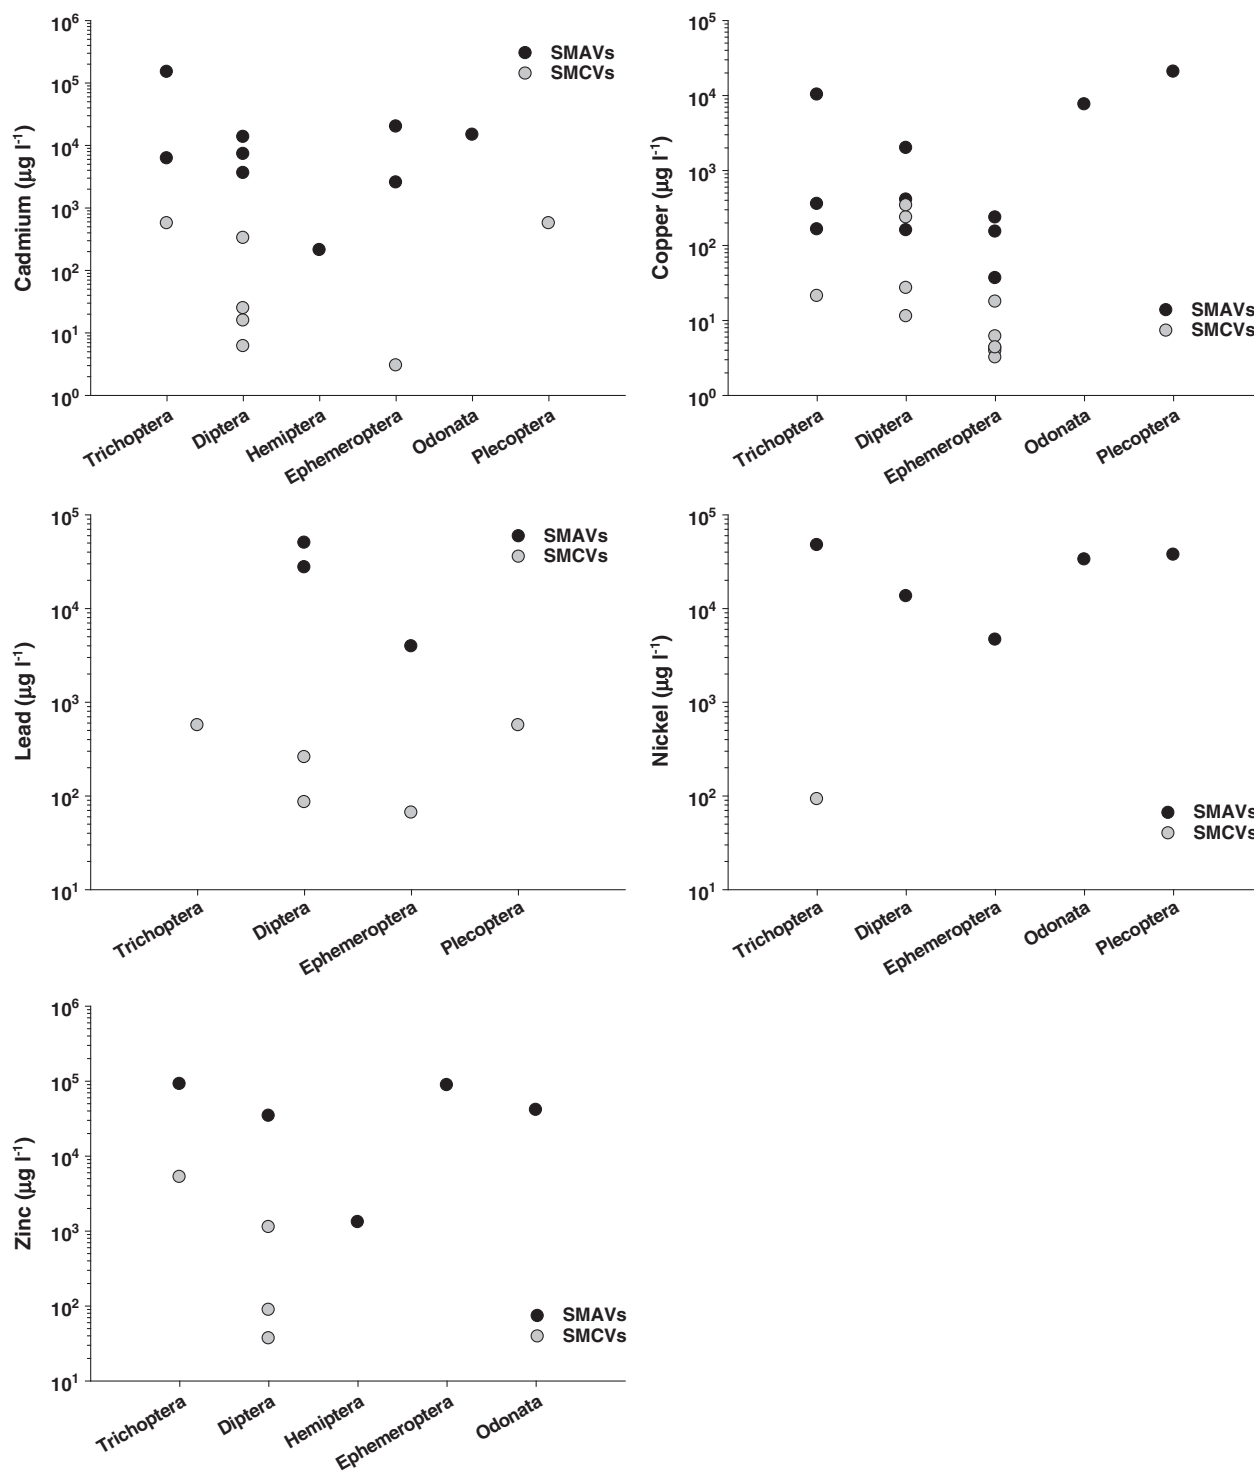 10⁶
10⁵
10⁴
10³
10²
10¹
10⁰
Cadmium (µg l⁻¹)
SMAVs
SMCVs
Trichoptera
Diptera
Hemiptera
Ephemeroptera
Odonata
Plecoptera
10⁵
10⁴
10³
10²
10¹
10⁰
Copper (µg l⁻¹)
SMAVs
SMCVs
Trichoptera
Diptera
Ephemeroptera
Odonata
Plecoptera
10⁵
10⁴
10³
10²
10¹
Lead (µg l⁻¹)
SMAVs
SMCVs
Trichoptera
Diptera
Ephemeroptera
Plecoptera
10⁵
10⁴
10³
10²
10¹
Nickel (µg l⁻¹)
SMAVs
SMCVs
Trichoptera
Diptera
Ephemeroptera
Odonata
Plecoptera
10⁶
10⁵
10⁴
10³
10²
10¹
Zinc (µg l⁻¹)
SMAVs
SMCVs
Trichoptera
Diptera
Hemiptera
Ephemeroptera
Odonata